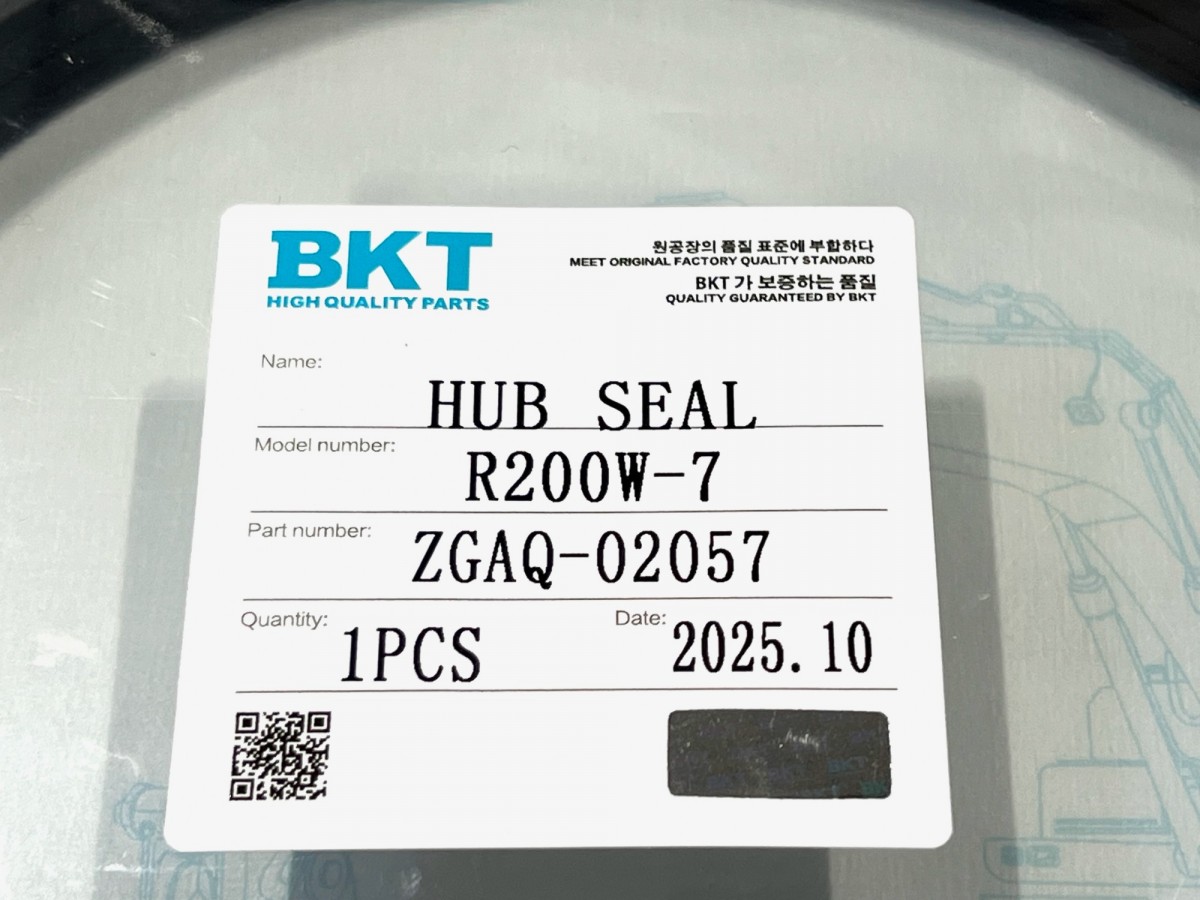 BKT
HIGH QUALITY PARTS
원공장의 품질 표준에 부합하다
MEET ORIGINAL FACTORY QUALITY STANDARD
BKT 가 보증하는 품질
QUALITY GUARANTEED BY BKT
Name:
HUB SEAL
Model number:
R200W-7
Part number:
ZGAQ-02057
Quantity:
1PCS
Date:
2025.10
BKT
BKT